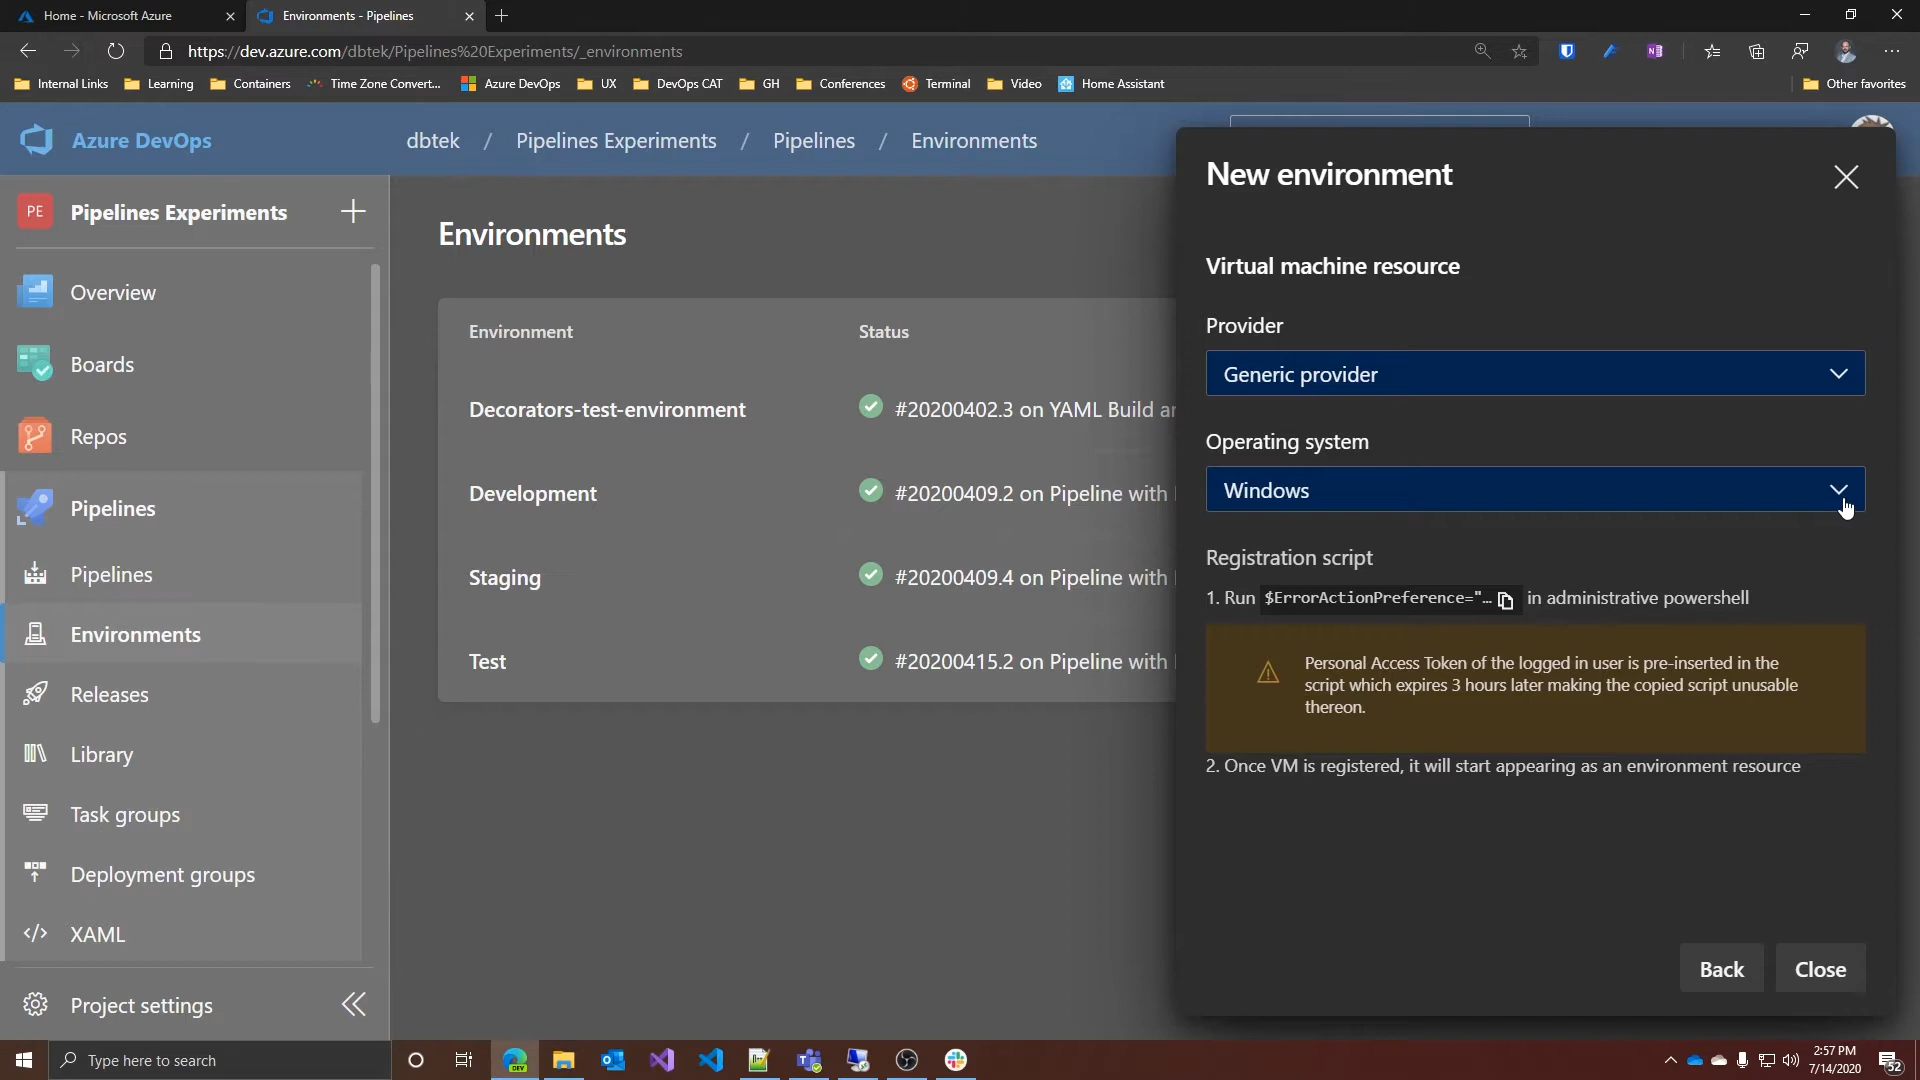 Home - Microsoft Azure
Environments - Pipelines
https://dev.azure.com/dbtek/Pipelines%20Experiments/_environments
Internal Links
Learning
Containers
Time Zone Convert...
Azure DevOps
UX
DevOps CAT
GH
Conferences
Terminal
Video
Home Assistant
Other favorites
Azure DevOps
dbtek / Pipelines Experiments / Pipelines / Environments
PE Pipelines Experiments
Overview
Boards
Repos
Pipelines
Pipelines
Environments
Releases
Library
Task groups
Deployment groups
XAML
Project settings
Environments
Environment Status
Decorators-test-environment #20200402.3 on YAML Build ar
Development #20200409.2 on Pipeline with
Staging #20200409.4 on Pipeline with
Test #20200415.2 on Pipeline with
New environment
Virtual machine resource
Provider
Generic provider
Operating system
Windows
Registration script
1. Run $ErrorActionPreference="... in administrative powershell
Personal Access Token of the logged in user is pre-inserted in the
script which expires 3 hours later making the copied script unusable
thereon.
2. Once VM is registered, it will start appearing as an environment resource
Back
Close
Type here to search
DEV
2:57 PM
7/14/2020
52